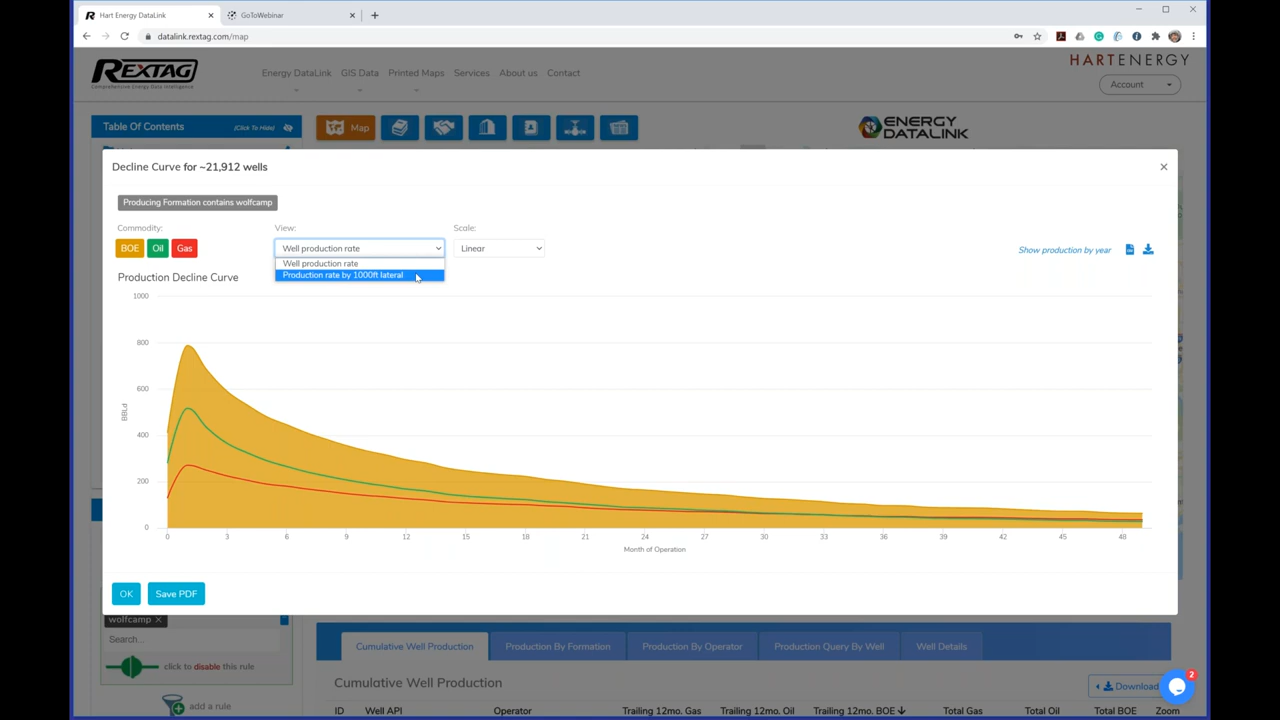 Hart Energy DataLink
GoToWebinar
datalink.rextag.com/map
REXTAG
Comprehensive Energy Data Intelligence
Energy DataLink
GIS Data
Printed Maps
Services
About us
Contact
HARTENERGY
Account
Table Of Contents
(Click To Hide)
Map
ENERGY
DATALINK
Decline Curve for ~21,912 wells
Producing Formation contains wolfcamp
Commodity:
View:
Scale:
BOE
Oil
Gas
Well production rate
Linear
Show production by year
Well production rate
Production rate by 1000ft lateral
Production Decline Curve
1000
800
600
400
200
0
BBLd
0 3 6 9 12 15 18 21 24 27 30 33 36 39 42 45 48
Month of Operation
OK
Save PDF
wolfcamp
Search...
click to disable this rule
add a rule
Cumulative Well Production
Production By Formation
Production By Operator
Production Query By Well
Well Details
Cumulative Well Production
Download
2
ID Well API Operator Trailing 12mo. Gas Trailing 12mo. Oil Trailing 12mo. BOE Total Gas Total Oil Total BOE Zoom